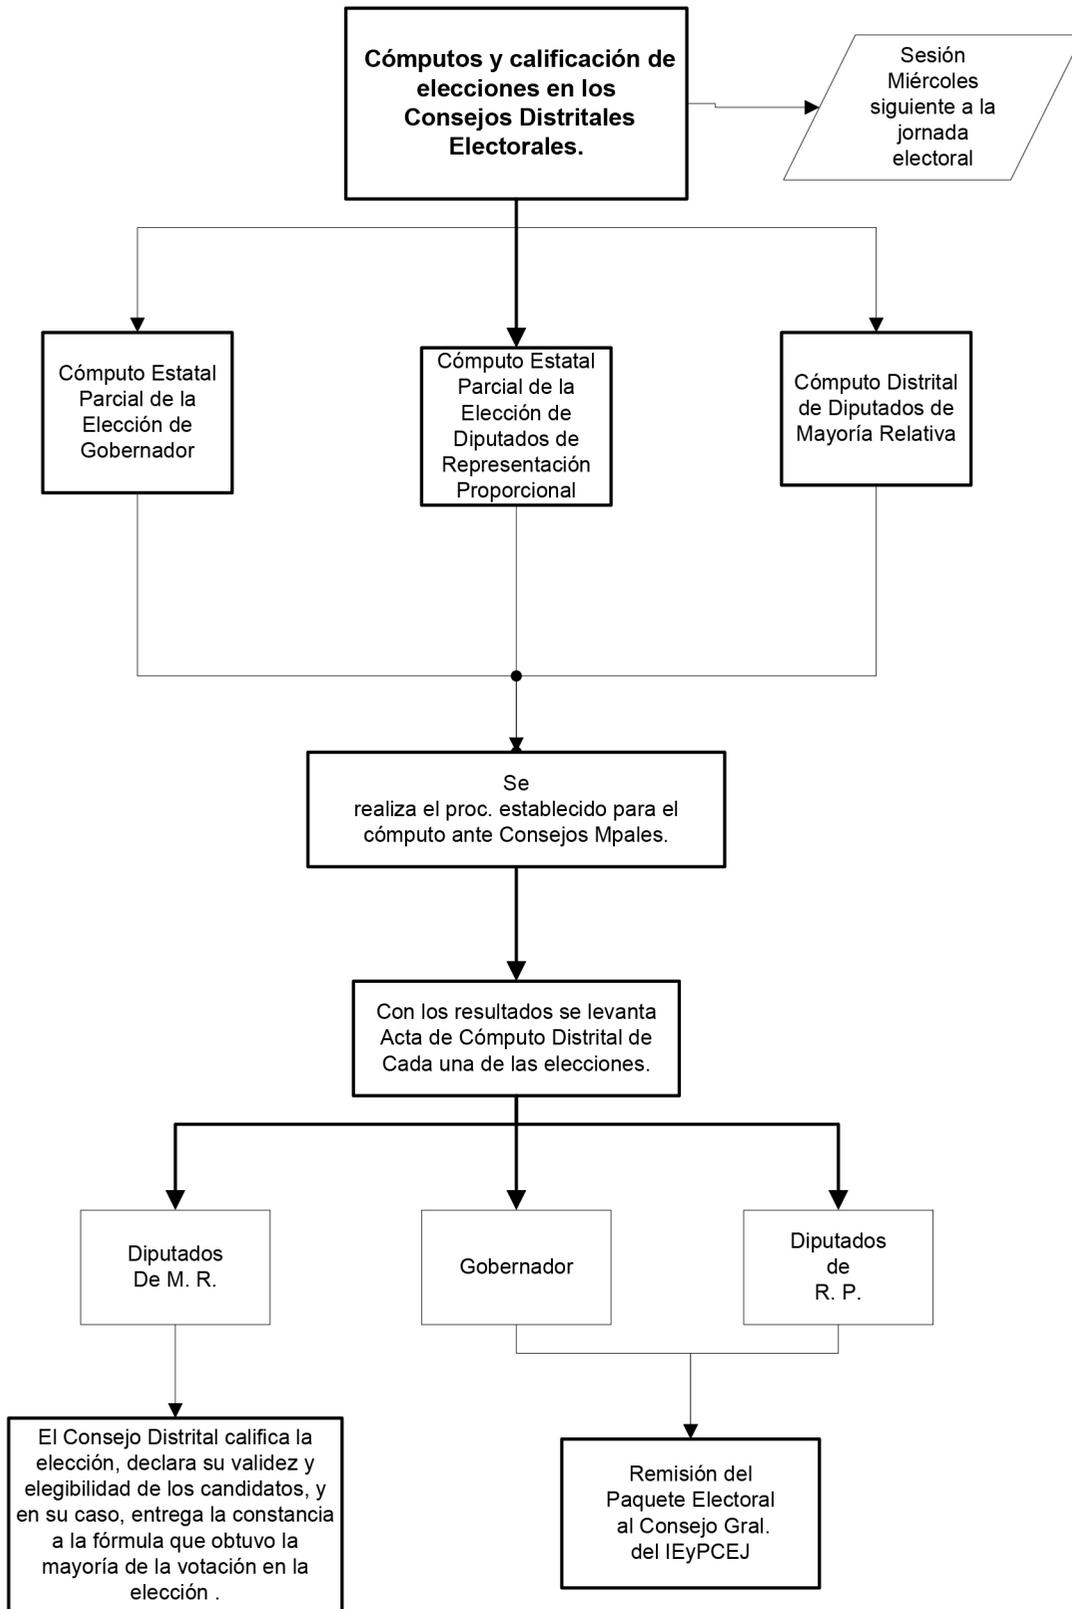 Cómputos y calificación de
elecciones en los
Consejos Distritales
Electorales.
Sesión
Miércoles
siguiente a la
jornada
electoral
Cómputo Estatal
Parcial de la
Elección de
Gobernador
Cómputo Estatal
Parcial de la
Elección de
Diputados de
Representación
Proporcional
Cómputo Distrital
de Diputados de
Mayoría Relativa
Se
realiza el proc. establecido para el
cómputo ante Consejos Mpales.
Con los resultados se levanta
Acta de Cómputo Distrital de
Cada una de las elecciones.
Diputados
De M. R.
Gobernador
Diputados
de
R. P.
El Consejo Distrital califica la
elección, declara su validez y
elegibilidad de los candidatos, y
en su caso, entrega la constancia
a la fórmula que obtuvo la
mayoría de la votación en la
elección .
Remisión del
Paquete Electoral
al Consejo Gral.
del IEyPCEJ